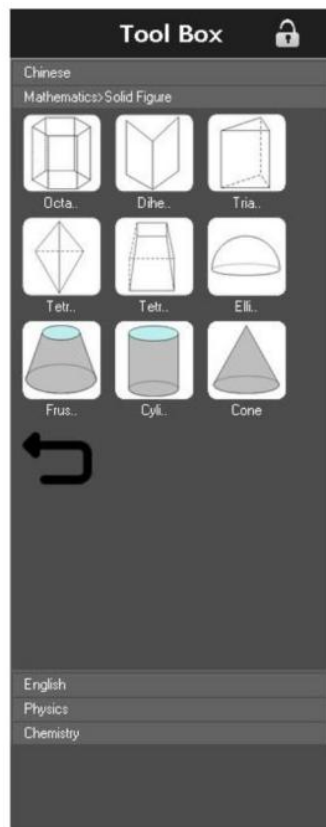 Tool Box
Chinese
Mathematics>Solid Figure
Octa.. Dihe.. Tria..
Tetr.. Tetr.. Elli..
Frus.. Cyli.. Cone
English
Physics
Chemistry